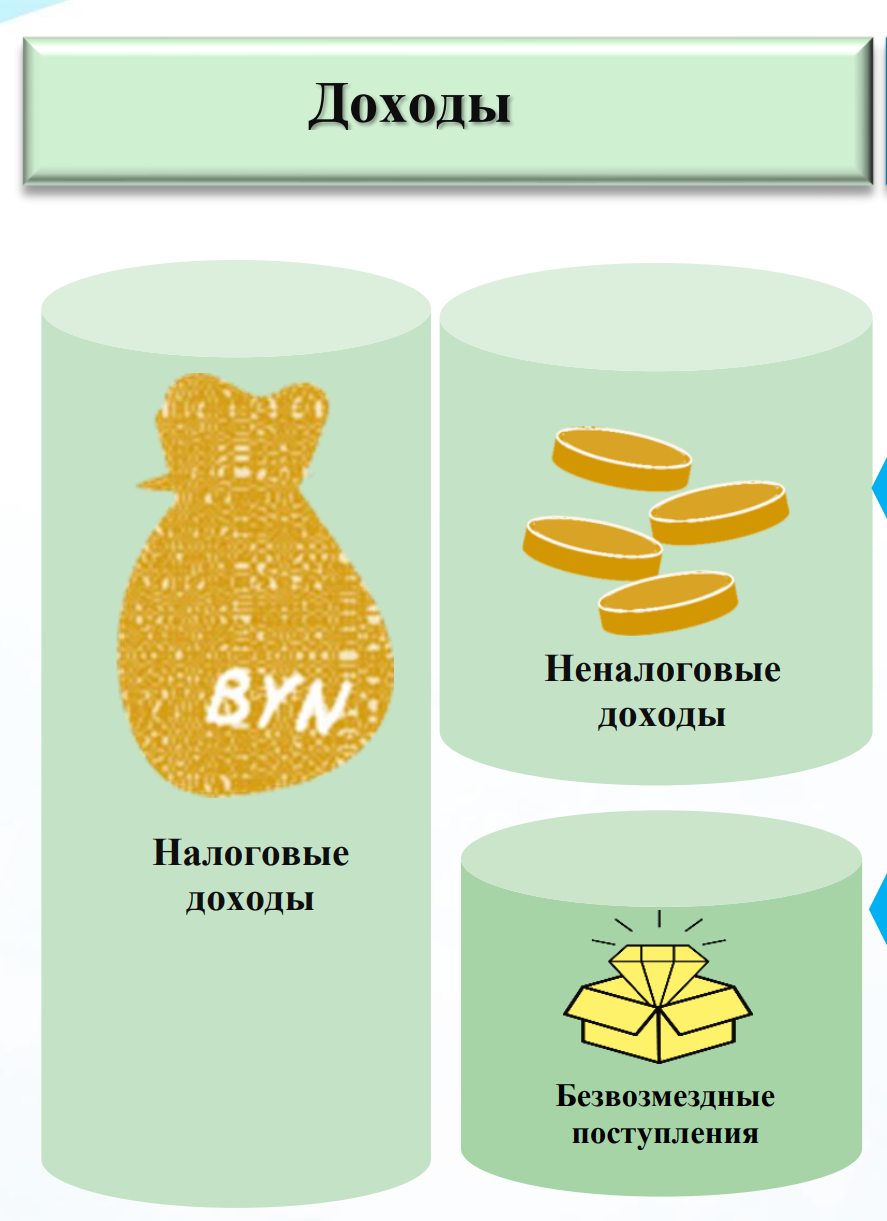 Доходы
BYN
Налоговые
доходы
Неналоговые
доходы
Безвозмездные
поступления